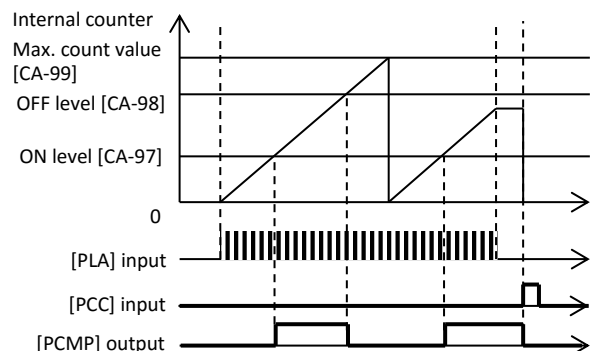 Internal counter
Max. count value
[CA-99]
OFF level [CA-98]
ON level [CA-97]
0
[PLA] input
[PCC] input
[PCMP] output